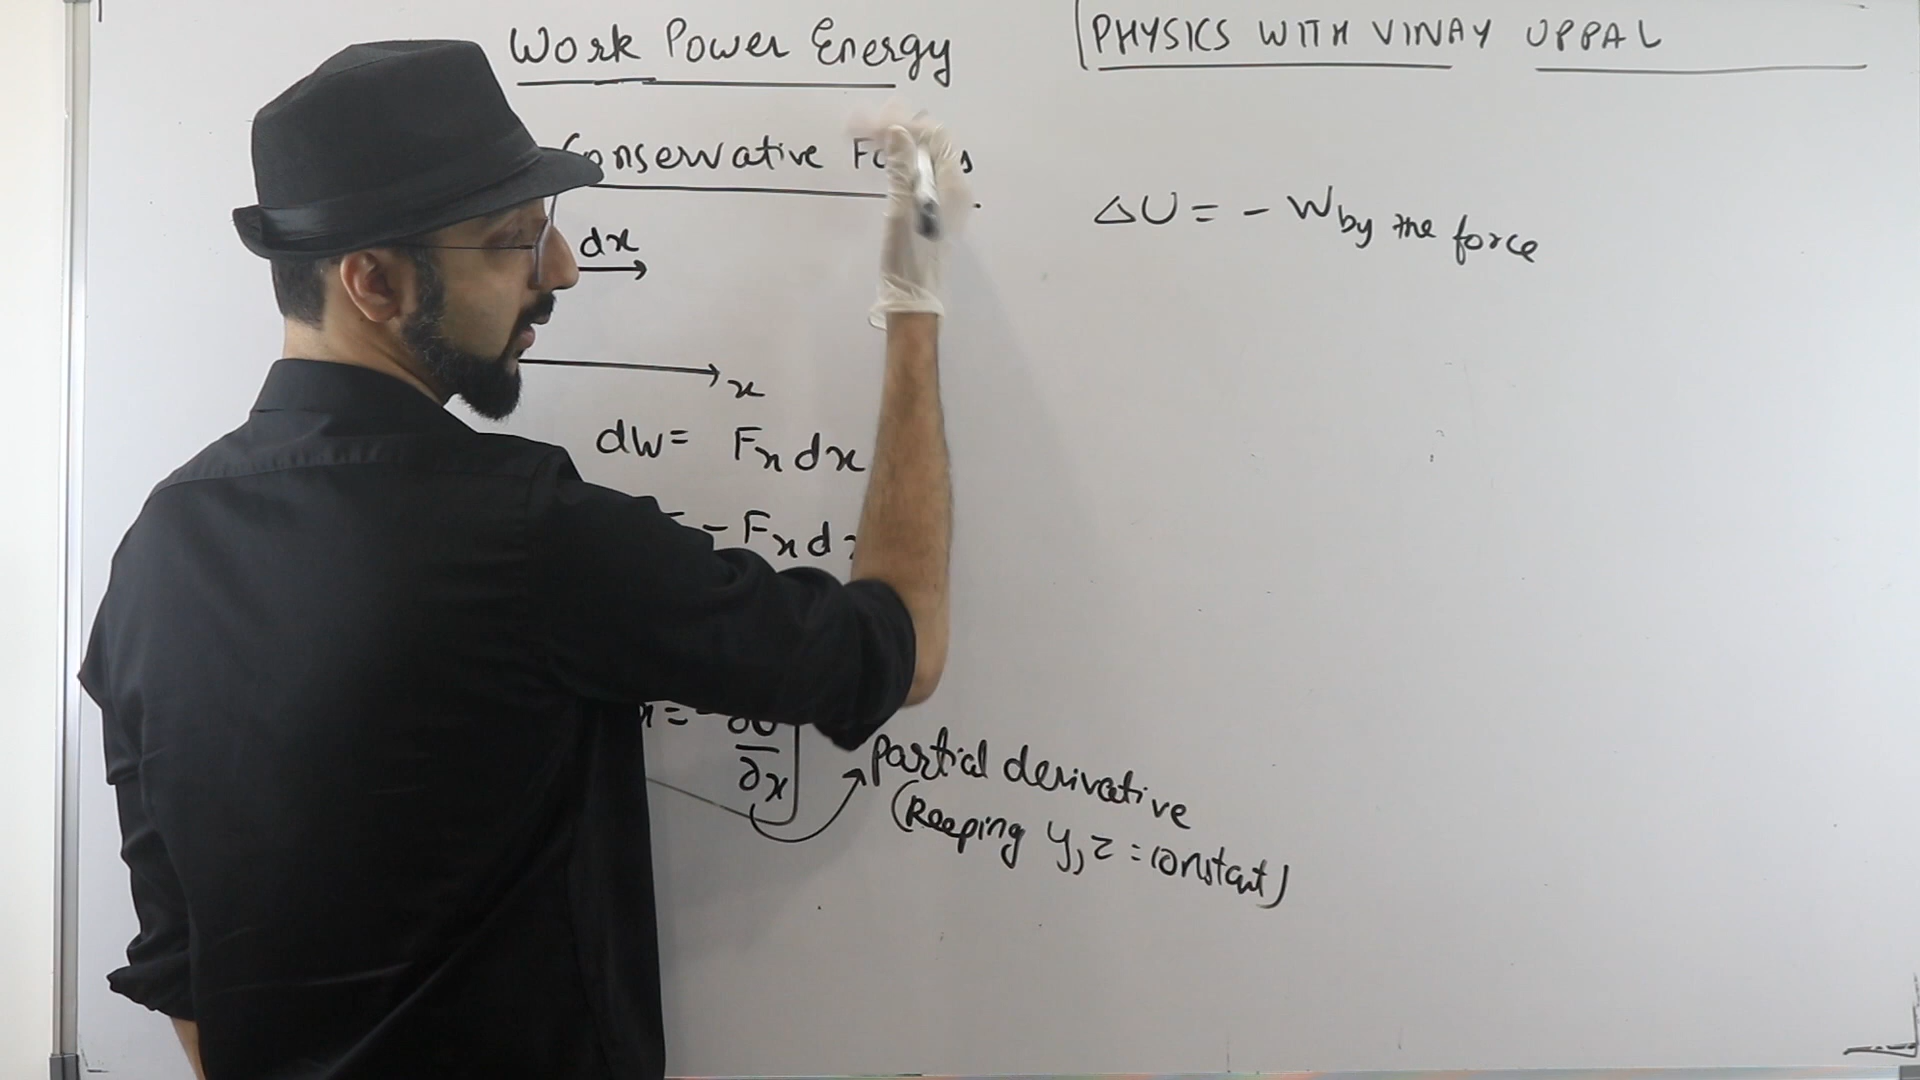 Work Power Energy
PHYSICS WITH VINAY UPPAL
Conservative
ΔU = - W by the force
dx
x
dW = Fx dx
- Fx d
x = - ∂U
∂x
partial derivative
(Keeping y, z = constant)